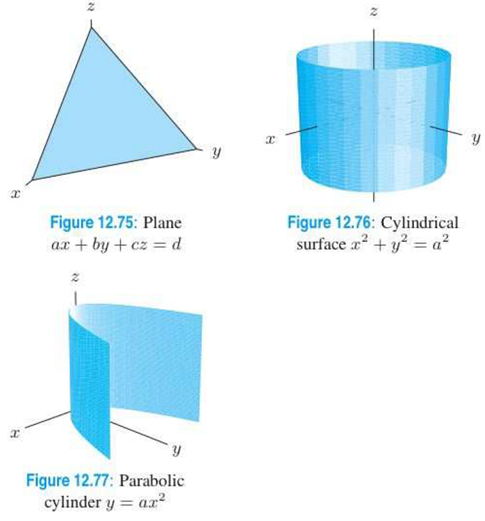 z
y
x
Figure 12.75: Plane
ax + by + cz = d
z
x
y
Figure 12.76: Cylindrical
surface x² + y² = a²
z
x
y
Figure 12.77: Parabolic
cylinder y = ax²